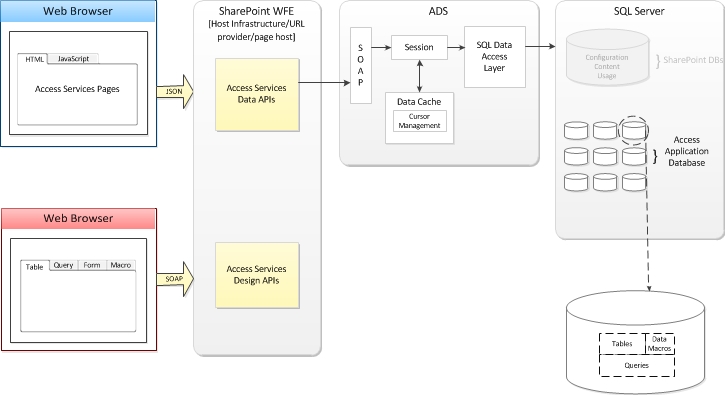 Web Browser
HTML
JavaScript
Access Services Pages
JSON
Web Browser
Table
Query
Form
Macro
SOAP
SharePoint WFE
[Host Infrastructure/URL
provider/page host]
Access Services
Data APIs
Access Services
Design APIs
ADS
S
O
A
P
Session
Data Cache
Cursor
Management
SQL Data
Access
Layer
SQL Server
Configuration
Content
Usage
} SharePoint DBs
} Access
Application
Database
Tables
Data
Macros
Queries